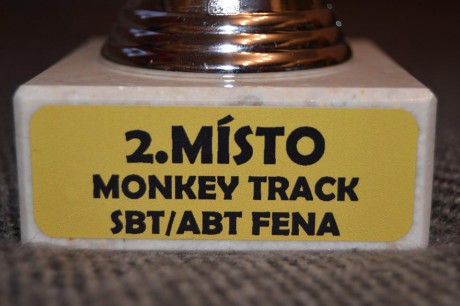 2.MÍSTO
MONKEY TRACK
SBT/ABT FENA